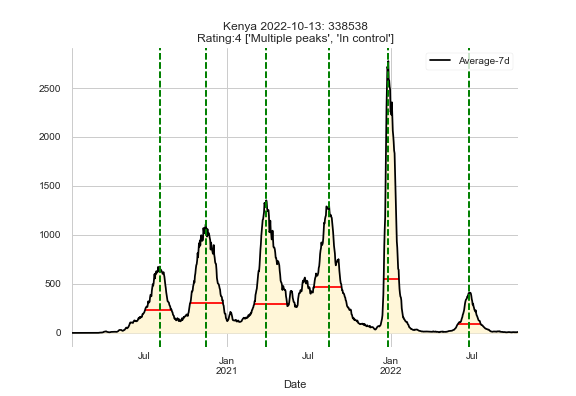 Kenya 2022-10-13: 338538
Rating:4 ['Multiple peaks', 'In control']
Average-7d
2500
2000
1500
1000
500
0
Jul
Jan
2021
Jul
Jan
2022
Jul
Date